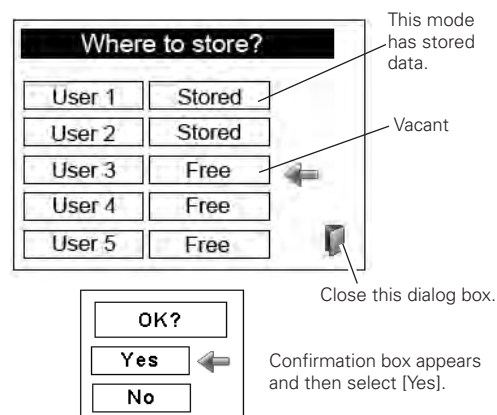 Where to store?
This mode
has stored
data.
User 1 Stored
User 2 Stored
Vacant
User 3 Free
User 4 Free
User 5 Free
Close this dialog box.
OK?
Yes
No
Confirmation box appears
and then select [Yes].